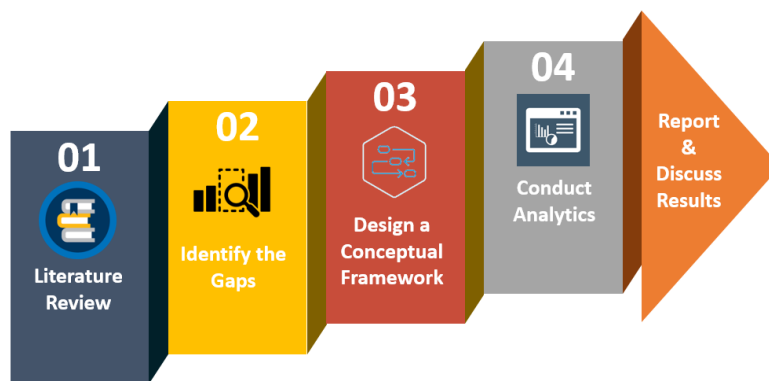 01
Literature
Review
02
Identify the
Gaps
03
Design a
Conceptual
Framework
04
Conduct
Analytics
Report
&
Discuss
Results